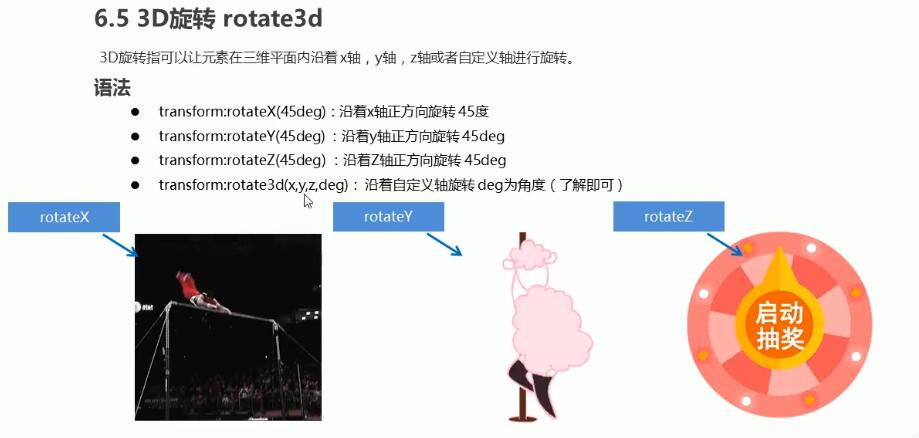 6.5 3D旋转 rotate3d
3D旋转指可以让元素在三维平面内沿着 x轴，y轴，z轴或者自定义轴进行旋转。
语法
● transform:rotateX(45deg)：沿着x轴正方向旋转 45度
● transform:rotateY(45deg)：沿着y轴正方向旋转 45deg
● transform:rotateZ(45deg)：沿着Z轴正方向旋转 45deg
● transform:rotate3d(x,y,z,deg)： 沿着自定义轴旋转 deg为角度（了解即可）
rotateX
rotateY
rotateZ
at&t
启动
抽奖